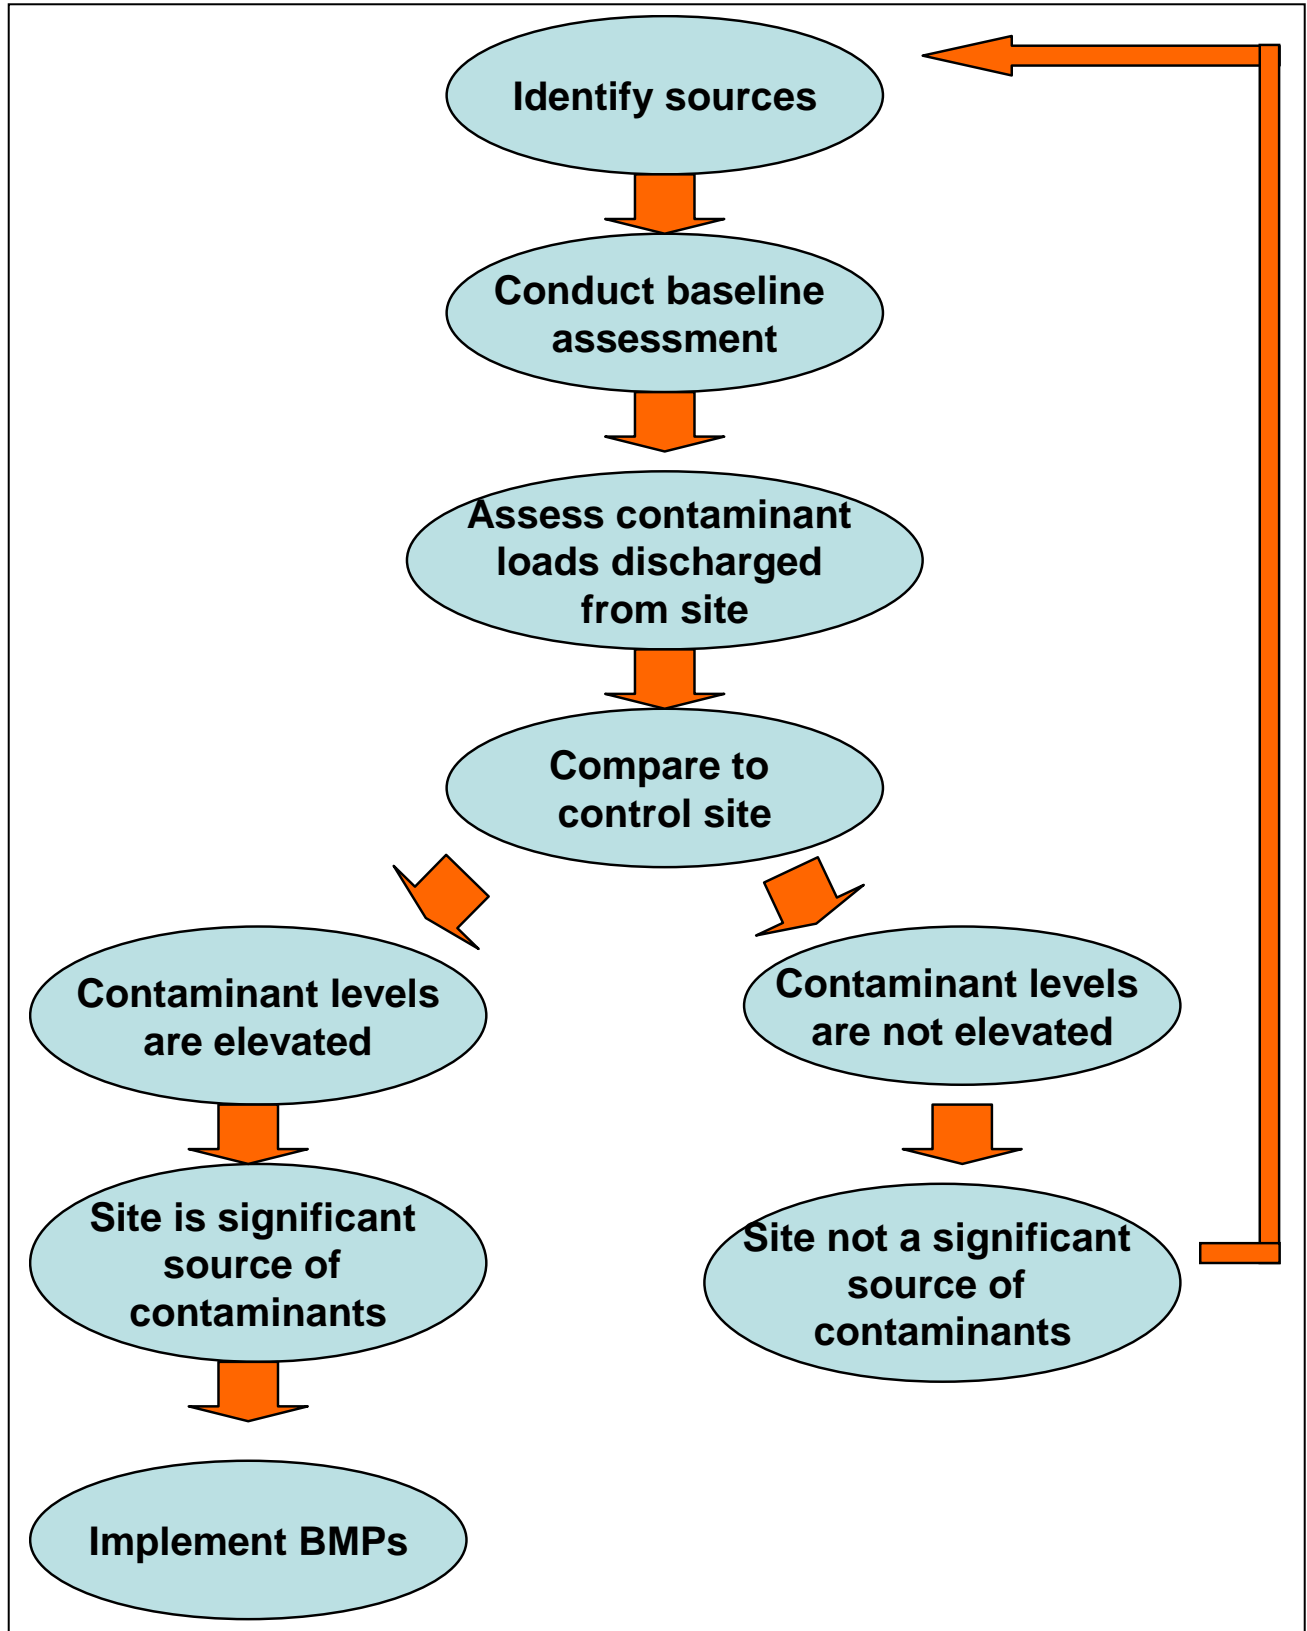 Identify sources
Conduct baseline
assessment
Assess contaminant
loads discharged
from site
Compare to
control site
Contaminant levels
are elevated
Contaminant levels
are not elevated
Site is significant
source of
contaminants
Site not a significant
source of
contaminants
Implement BMPs